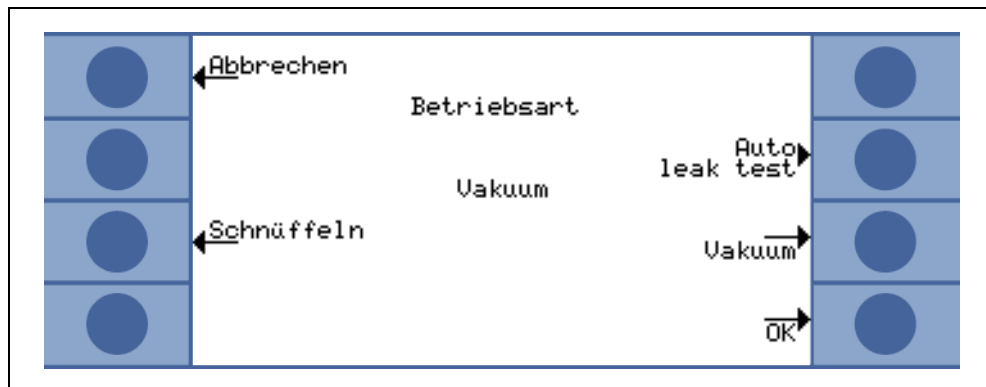 Abbrechen
Betriebsart
Auto
leak test
Vakuum
Schnüffeln
Vakuum
OK